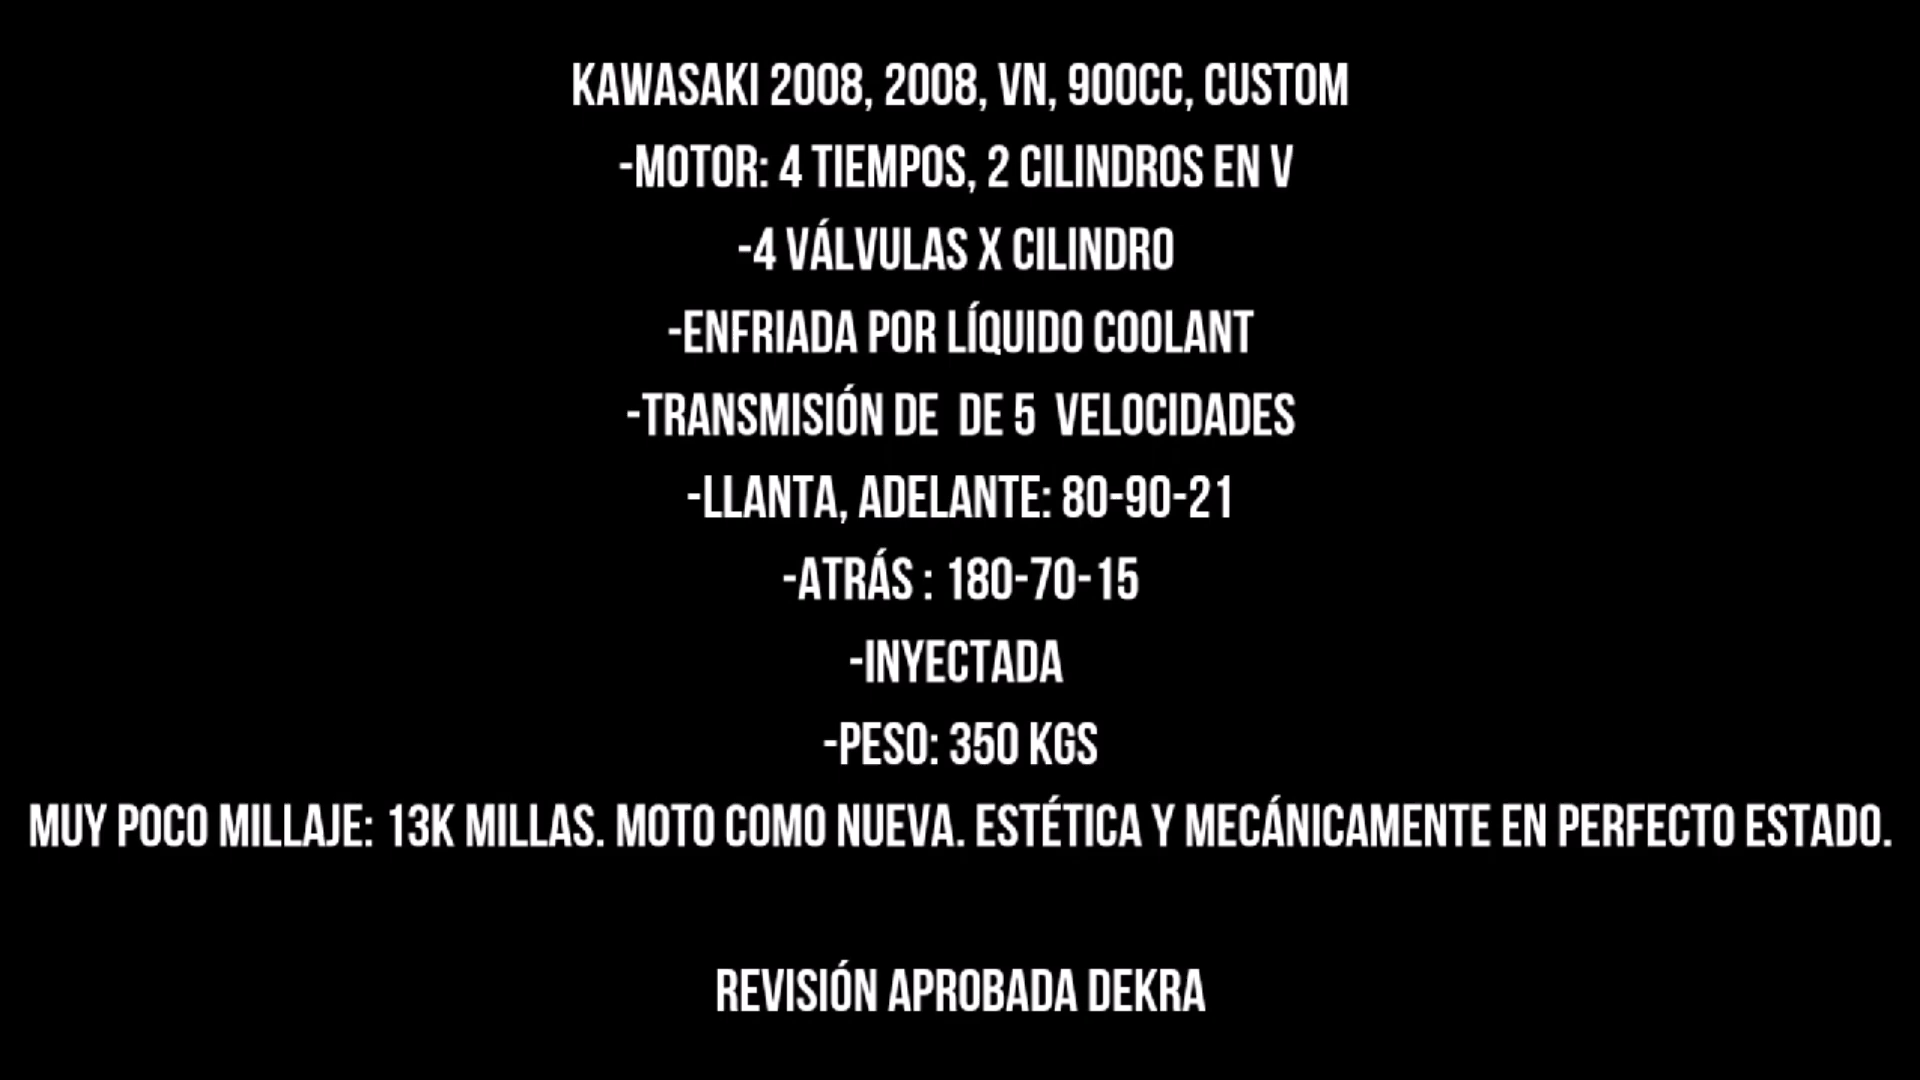 KAWASAKI 2008, 2008, VN, 900CC, CUSTOM
-MOTOR: 4 TIEMPOS, 2 CILINDROS EN V
-4 VÁLVULAS X CILINDRO
-ENFRIADA POR LÍQUIDO COOLANT
-TRANSMISIÓN DE  DE 5  VELOCIDADES
-LLANTA, ADELANTE: 80-90-21
-ATRÁS : 180-70-15
-INYECTADA
-PESO: 350 KGS
MUY POCO MILLAJE: 13K MILLAS. MOTO COMO NUEVA. ESTÉTICA Y MECÁNICAMENTE EN PERFECTO ESTADO.
REVISIÓN APROBADA DEKRA